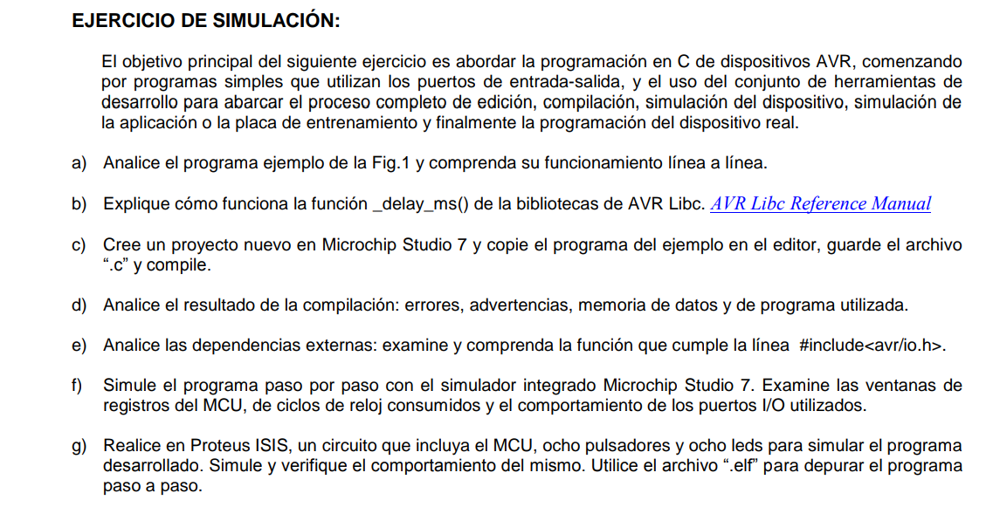 EJERCICIO DE SIMULACIÓN:
El objetivo principal del siguiente ejercicio es abordar la programación en C de dispositivos AVR, comenzando
por programas simples que utilizan los puertos de entrada-salida, y el uso del conjunto de herramientas de
desarrollo para abarcar el proceso completo de edición, compilación, simulación del dispositivo, simulación de
la aplicación o la placa de entrenamiento y finalmente la programación del dispositivo real.
a) Analice el programa ejemplo de la Fig.1 y comprenda su funcionamiento línea a línea.
b) Explique cómo funciona la función _delay_ms() de la bibliotecas de AVR Libc. AVR Libc Reference Manual
c) Cree un proyecto nuevo en Microchip Studio 7 y copie el programa del ejemplo en el editor, guarde el archivo
“.c” y compile.
d) Analice el resultado de la compilación: errores, advertencias, memoria de datos y de programa utilizada.
e) Analice las dependencias externas: examine y comprenda la función que cumple la línea #include<avr/io.h>.
f) Simule el programa paso por paso con el simulador integrado Microchip Studio 7. Examine las ventanas de
registros del MCU, de ciclos de reloj consumidos y el comportamiento de los puertos I/O utilizados.
g) Realice en Proteus ISIS, un circuito que incluya el MCU, ocho pulsadores y ocho leds para simular el programa
desarrollado. Simule y verifique el comportamiento del mismo. Utilice el archivo “.elf” para depurar el programa
paso a paso.